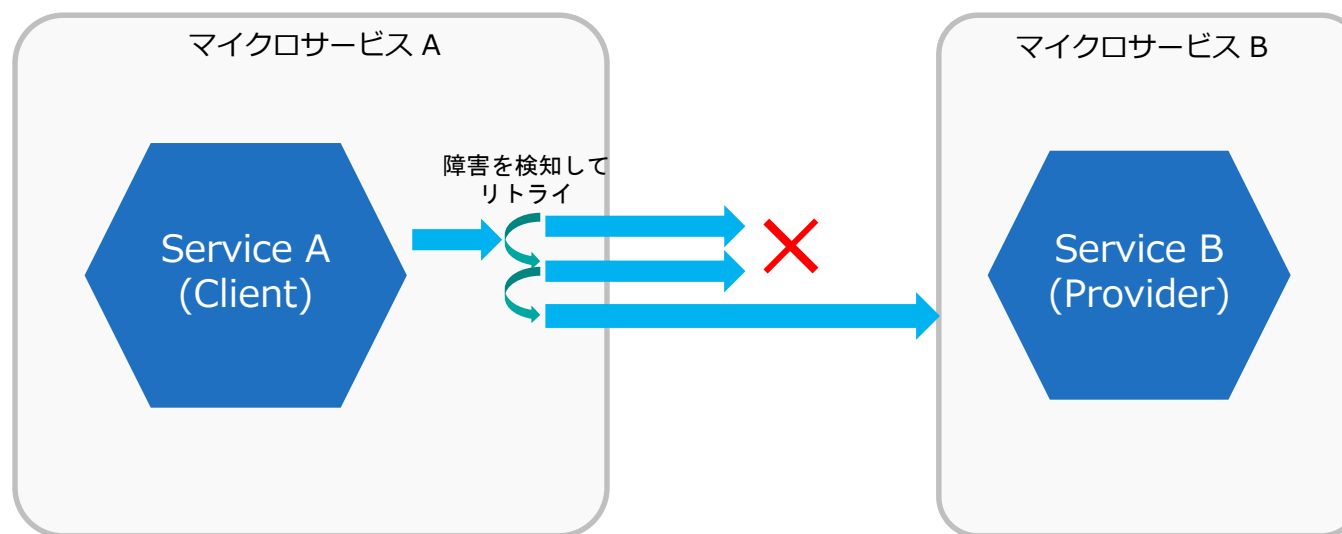 マイクロサービス A
マイクロサービス B
障害を検知して
リトライ
Service A
(Client)
Service B
(Provider)